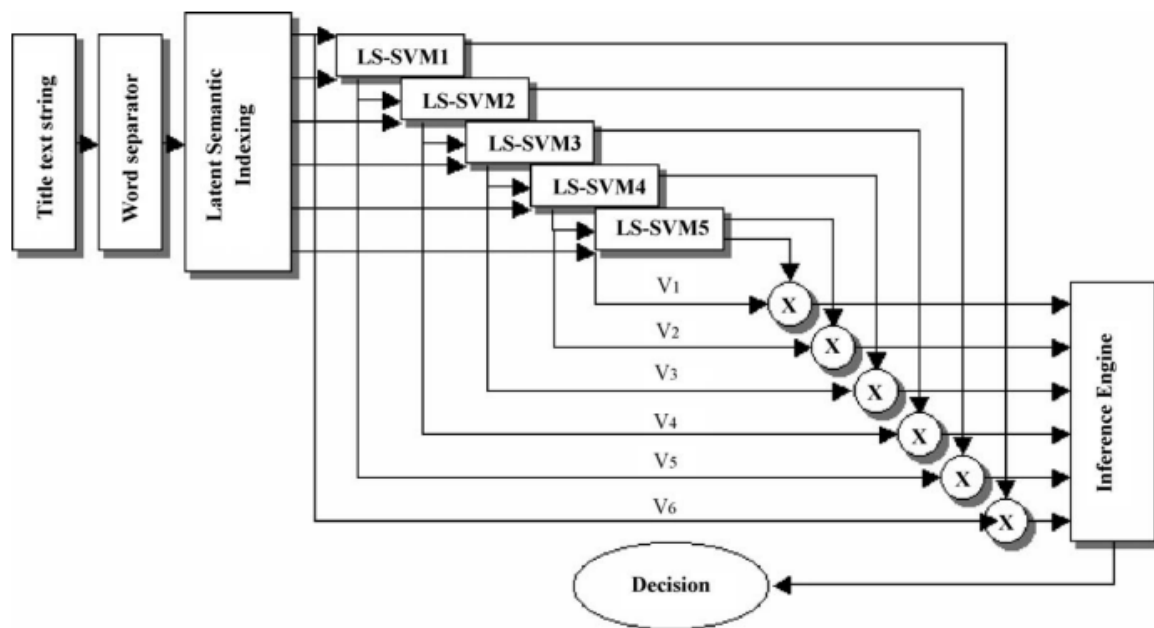 Title text string
Word separator
Latent Semantic
Indexing
LS-SVM1
LS-SVM2
LS-SVM3
LS-SVM4
LS-SVM5
V1
X
V2
X
V3
X
V4
X
V5
X
V6
X
Inference Engine
Decision